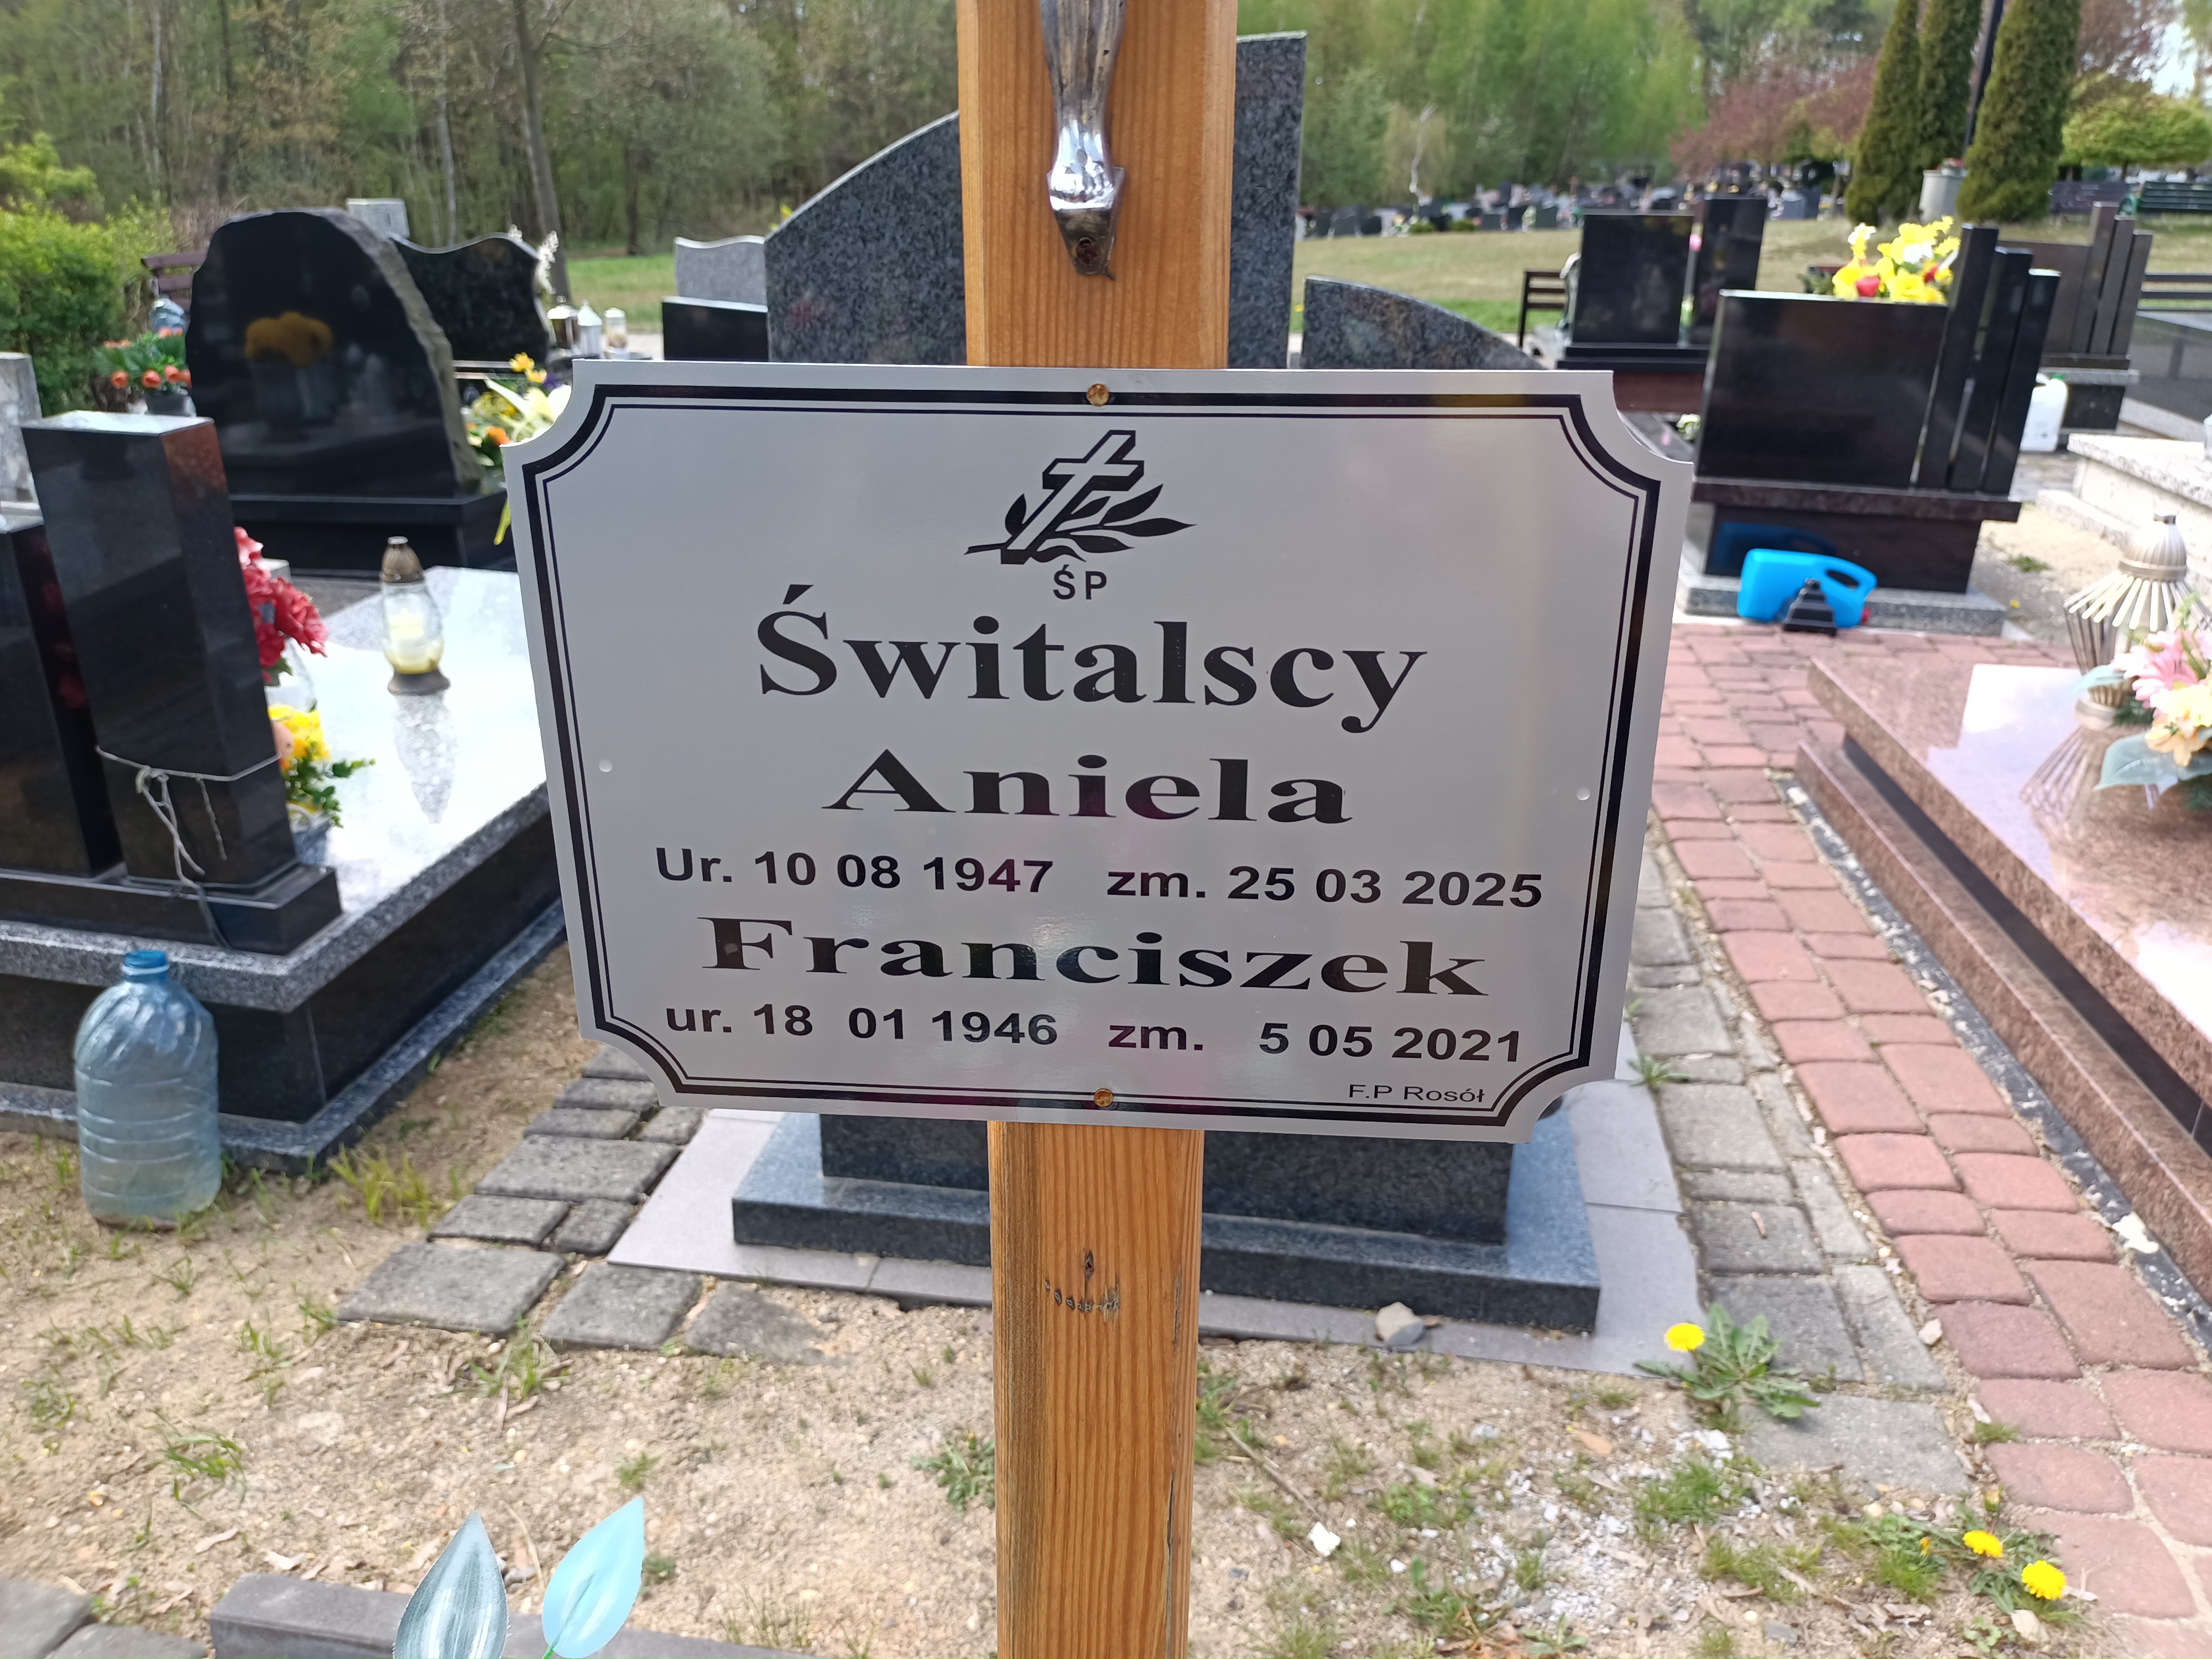 ŚP
Świtalscy
Aniela
Ur. 10 08 1947 zm. 25 03 2025
Franciszek
ur. 18 01 1946 zm. 5 05 2021
F.P Rosół